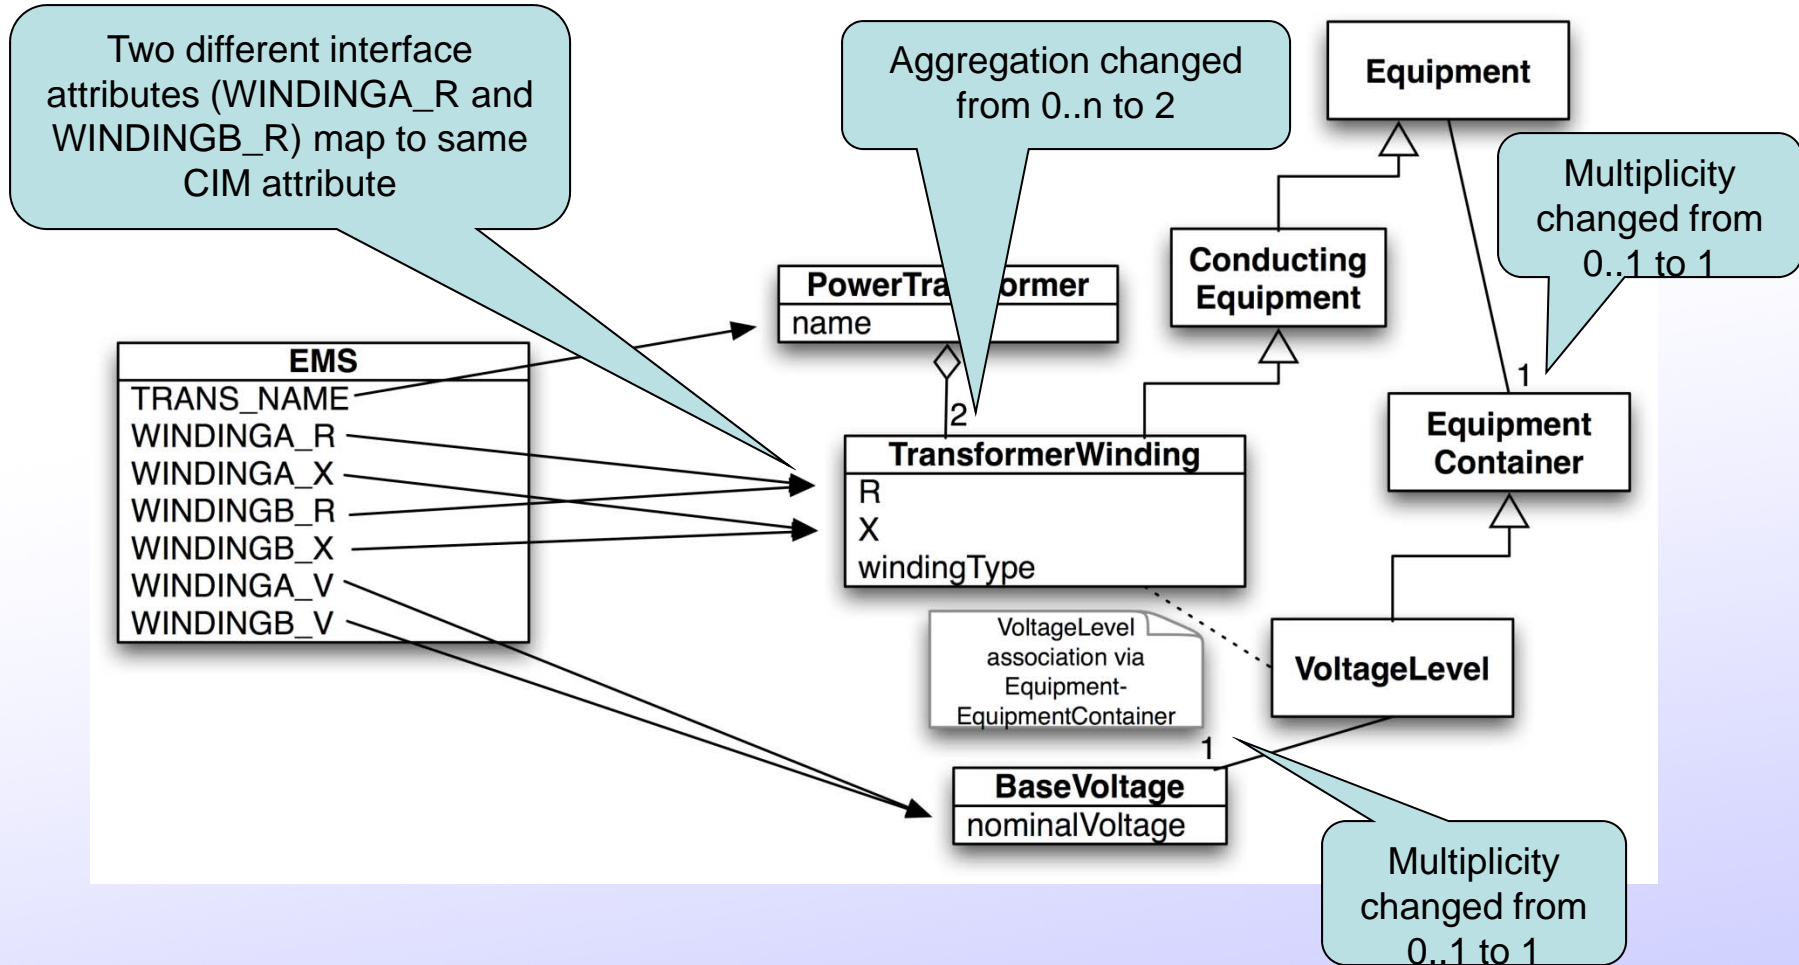 Two different interface
attributes (WINDINGA_R and
WINDINGB_R) map to same
CIM attribute
Aggregation changed
from 0..n to 2
Equipment
Multiplicity
changed from
0..1 to 1
Conducting
Equipment
PowerTra ormer
name
EMS
TRANS_NAME
WINDINGA_R
WINDINGA_X
WINDINGB_R
WINDINGB_X
WINDINGA_V
WINDINGB_V
2
TransformerWinding
R
X
windingType
1
Equipment
Container
VoltageLevel
association via
Equipment-
EquipmentContainer
VoltageLevel
1
BaseVoltage
nominalVoltage
Multiplicity
changed from
0..1 to 1